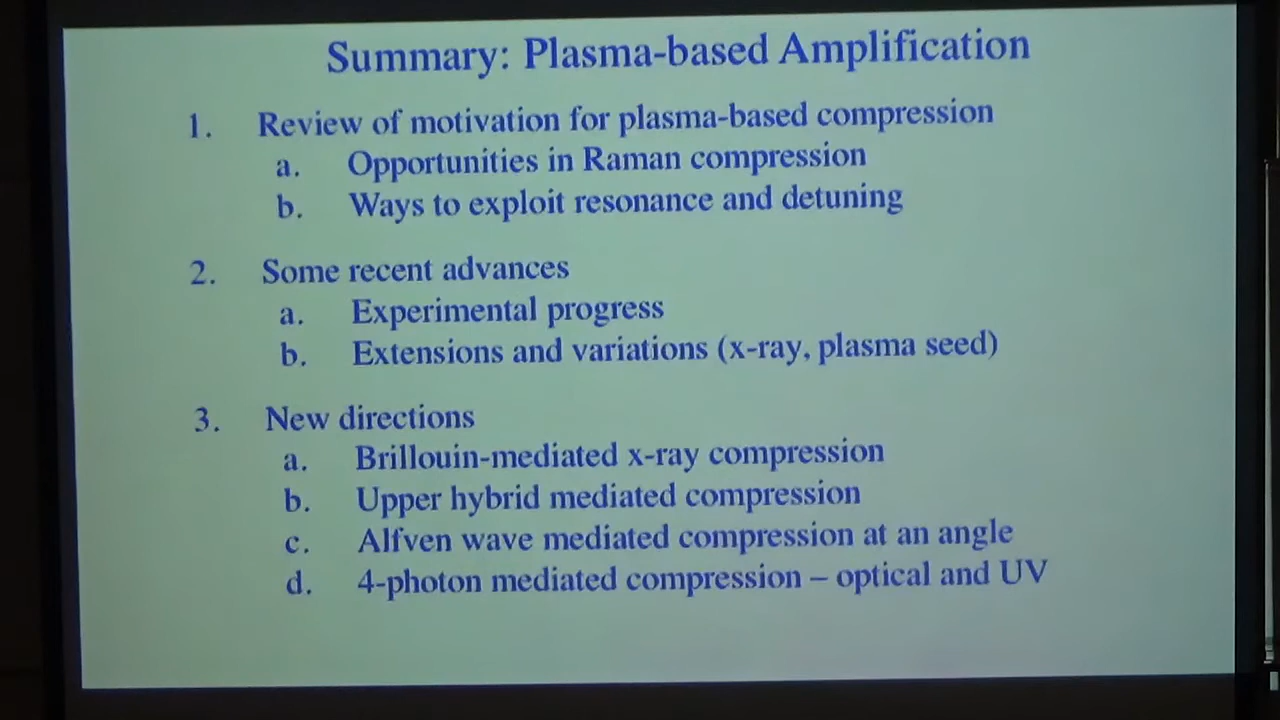 Summary: Plasma-based Amplification
1. Review of motivation for plasma-based compression
a. Opportunities in Raman compression
b. Ways to exploit resonance and detuning
2. Some recent advances
a. Experimental progress
b. Extensions and variations (x-ray, plasma seed)
3. New directions
a. Brillouin-mediated x-ray compression
b. Upper hybrid mediated compression
c. Alfven wave mediated compression at an angle
d. 4-photon mediated compression – optical and UV